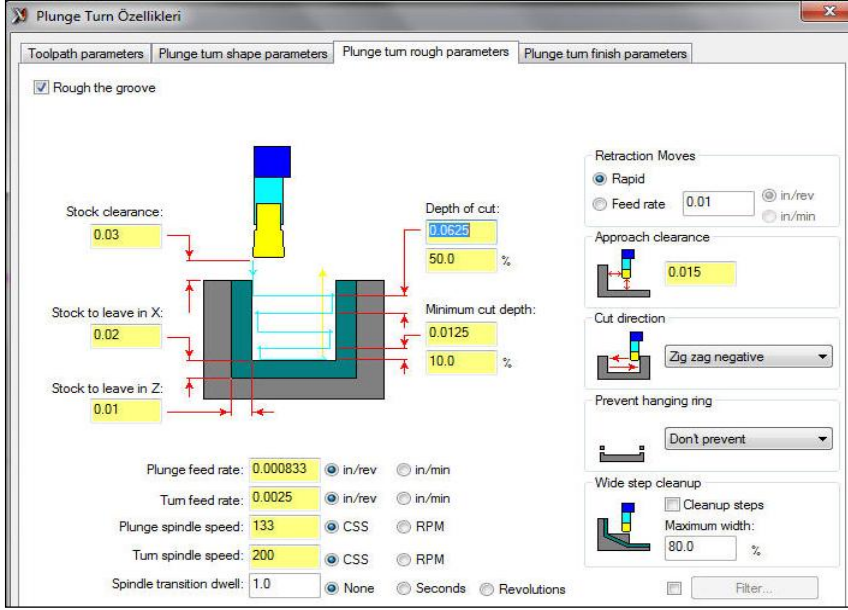 Plunge Turn Özellikleri
Toolpath parameters
Plunge turn shape parameters
Plunge turn rough parameters
Plunge turn finish parameters
Rough the groove
Stock clearance:
0.03
Stock to leave in X:
0.02
Stock to leave in Z:
0.01
Depth of cut:
0.0625
50.0 %
Minimum cut depth:
0.0125
10.0 %
Plunge feed rate: 0.000833 in/rev in/min
Turn feed rate: 0.0025 in/rev in/min
Plunge spindle speed: 133 CSS RPM
Turn spindle speed: 200 CSS RPM
Spindle transition dwell: 1.0 None Seconds Revolutions
Retraction Moves
Rapid
Feed rate 0.01 in/rev
in/min
Approach clearance
0.015
Cut direction
Zig zag negative
Prevent hanging ring
Don't prevent
Wide step cleanup
Cleanup steps
Maximum width:
80.0 %
Filter...